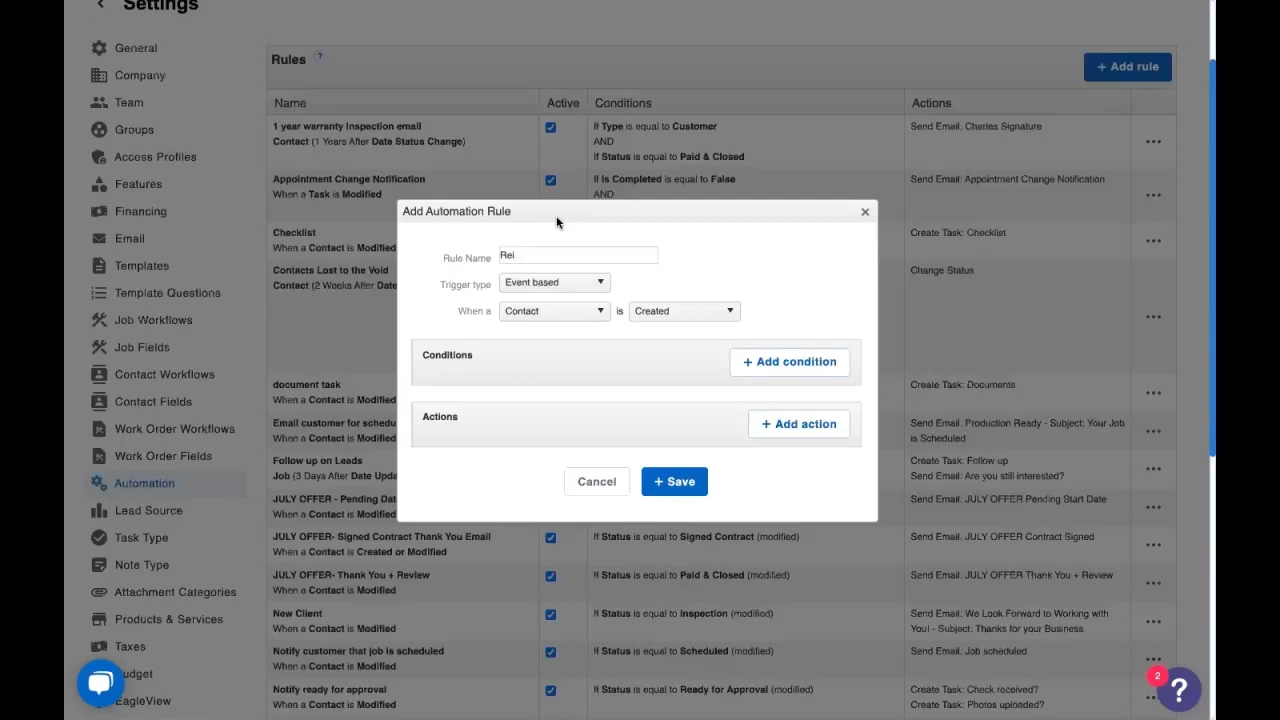 Settings
General
Company
Team
Groups
Access Profiles
Features
Financing
Email
Templates
Template Questions
Job Workflows
Job Fields
Contact Workflows
Contact Fields
Work Order Workflows
Work Order Fields
Automation
Lead Source
Task Type
Note Type
Attachment Categories
Products & Services
Taxes
udget
EagleView
Rules ?
+ Add rule
Name Active Conditions Actions
1 year warranty inspection email
Contact (1 Years After Date Status Change)
If Type is equal to Customer
AND
If Status is equal to Paid & Closed
Send Email: Charles Signature
Appointment Change Notification
When a Task is Modified
If Is Completed is equal to False
AND
Send Email: Appointment Change Notification
Checklist
When a Contact is Modified
Create Task: Checklist
Contacts Lost to the Void
Contact (2 Weeks After Date
Change Status
document task
When a Contact is Modified
Create Task: Documents
Email customer for schedu
When a Contact is Modified
Send Email: Production Ready - Subject: Your Job
is Scheduled
Follow up on Leads
Job (3 Days After Date Upda
Create Task: Follow up
Send Email: Are you still interested?
JULY OFFER - Pending Dat
When a Contact is Modified
Send Email: JULY OFFER Pending Start Date
JULY OFFER- Signed Contract Thank You Email
When a Contact is Created or Modified
If Status is equal to Signed Contract (modified)
Send Email: JULY OFFER Contract Signed
JULY OFFER- Thank You + Review
When a Contact is Modified
If Status is equal to Paid & Closed (modified)
Send Email: JULY OFFER Thank You + Review
New Client
When a Contact is Modified
If Status is equal to Inspection (modified)
Send Email: We Look Forward to Working with
You! - Subject: Thanks for your Business
Notify customer that job is scheduled
When a Contact is Modified
If Status is equal to Scheduled (modified)
Send Email: Job scheduled
Notify ready for approval
When a Contact is Modified
If Status is equal to Ready for Approval (modified)
Create Task: Check received?
Create Task: Photos uploaded?
Add Automation Rule
Rule Name Rei
Trigger type Event based
When a Contact is Created
Conditions
+ Add condition
Actions
+ Add action
Cancel
+ Save
2
?